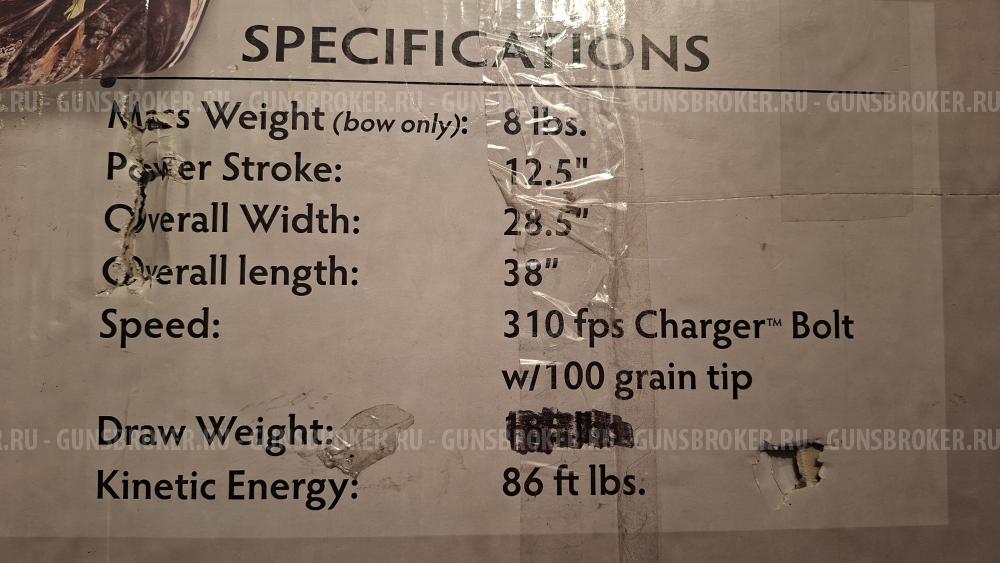 SPECIFICATIONS
GUNSBROKER.RU - GUNSBROKER.RU - GUNSBROKER.RU - GUNSBROKER.RU - GUNSBROKER.RU
Mass Weight (bow only): 8 lbs.
Power Stroke: 12.5"
Overall Width: 28.5"
Overall length: 38"
Speed: 310 fps Charger™ Bolt
w/100 grain tip
Draw Weight:
.RU - GUNSBROKER.RU - GUNSBROKER.RU - GUNSBROKER.RU - GUNSBROKER.RU
Kinetic Energy: 86 ft lbs.